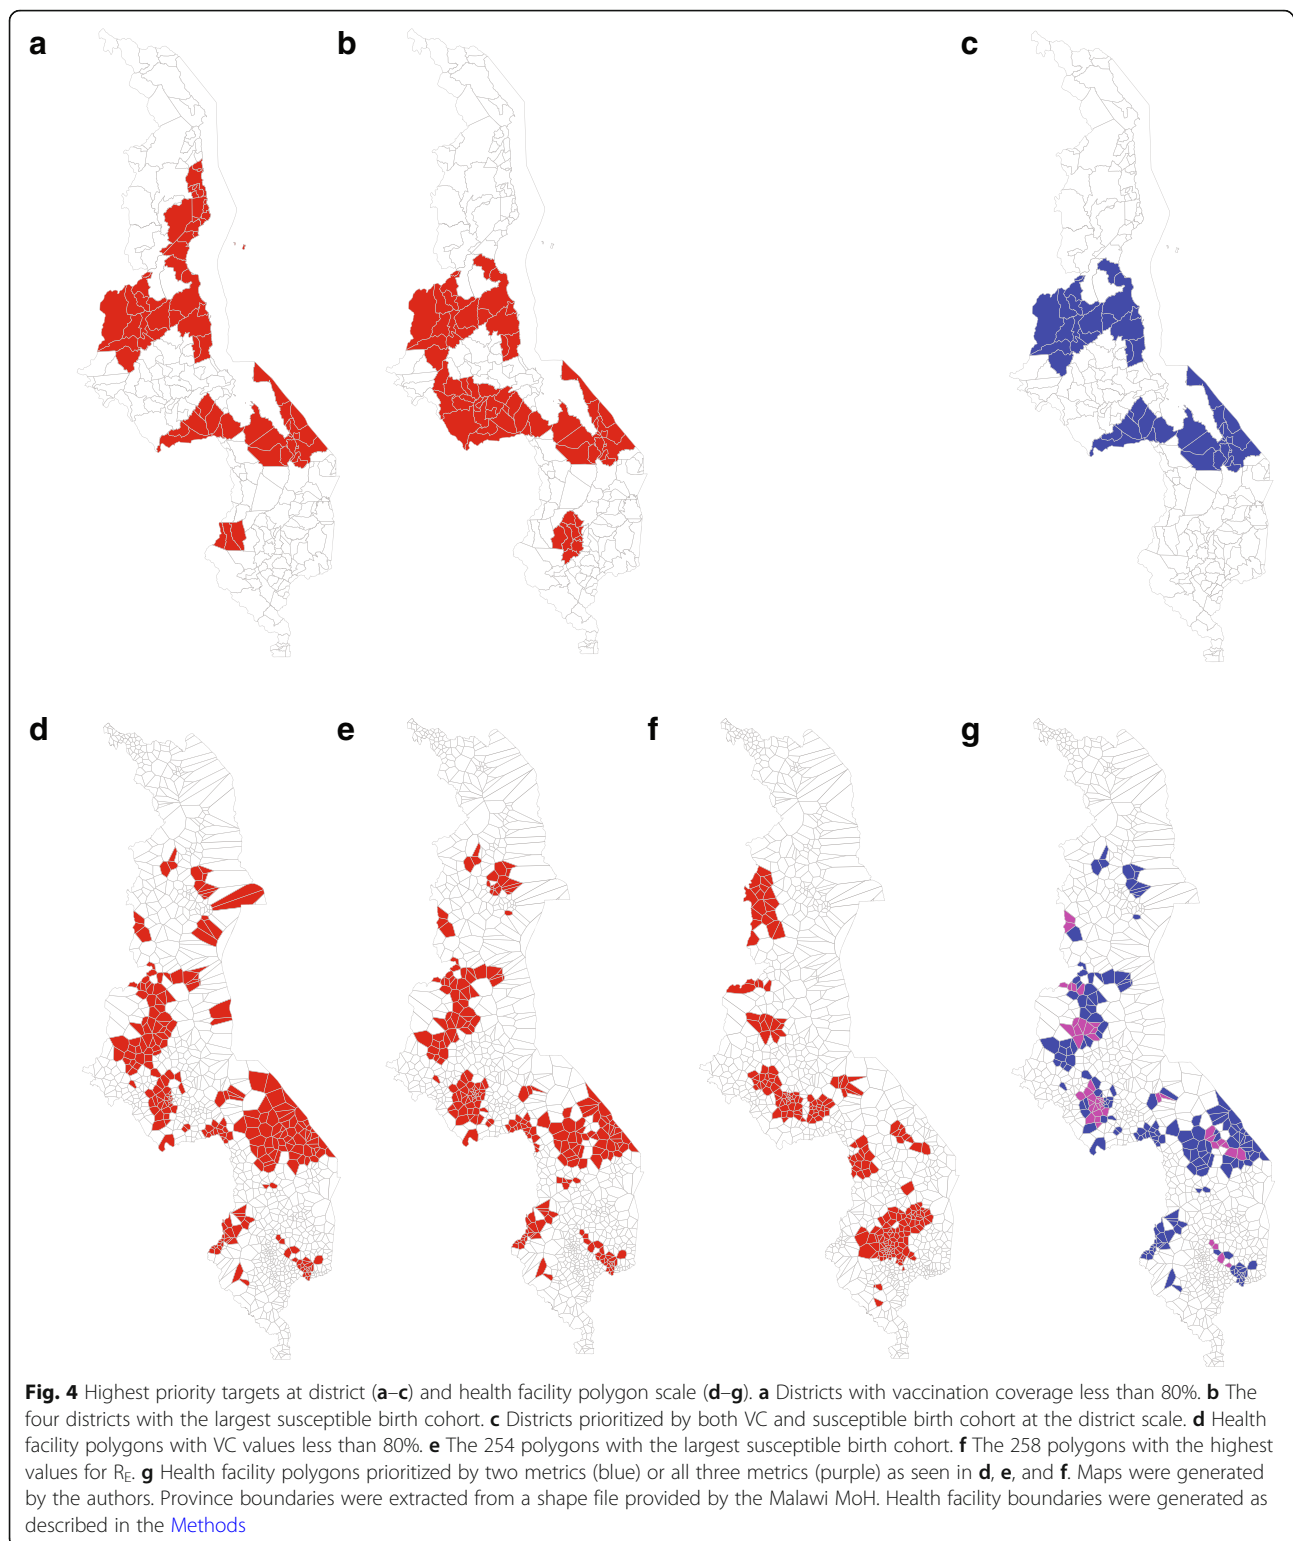 a
b
c
d
e
f
g
Fig. 4 Highest priority targets at district (a–c) and health facility polygon scale (d–g). a Districts with vaccination coverage less than 80%. b The
four districts with the largest susceptible birth cohort. c Districts prioritized by both VC and susceptible birth cohort at the district scale. d Health
facility polygons with VC values less than 80%. e The 254 polygons with the largest susceptible birth cohort. f The 258 polygons with the highest
values for RE. g Health facility polygons prioritized by two metrics (blue) or all three metrics (purple) as seen in d, e, and f. Maps were generated
by the authors. Province boundaries were extracted from a shape file provided by the Malawi MoH. Health facility boundaries were generated as
described in the Methods